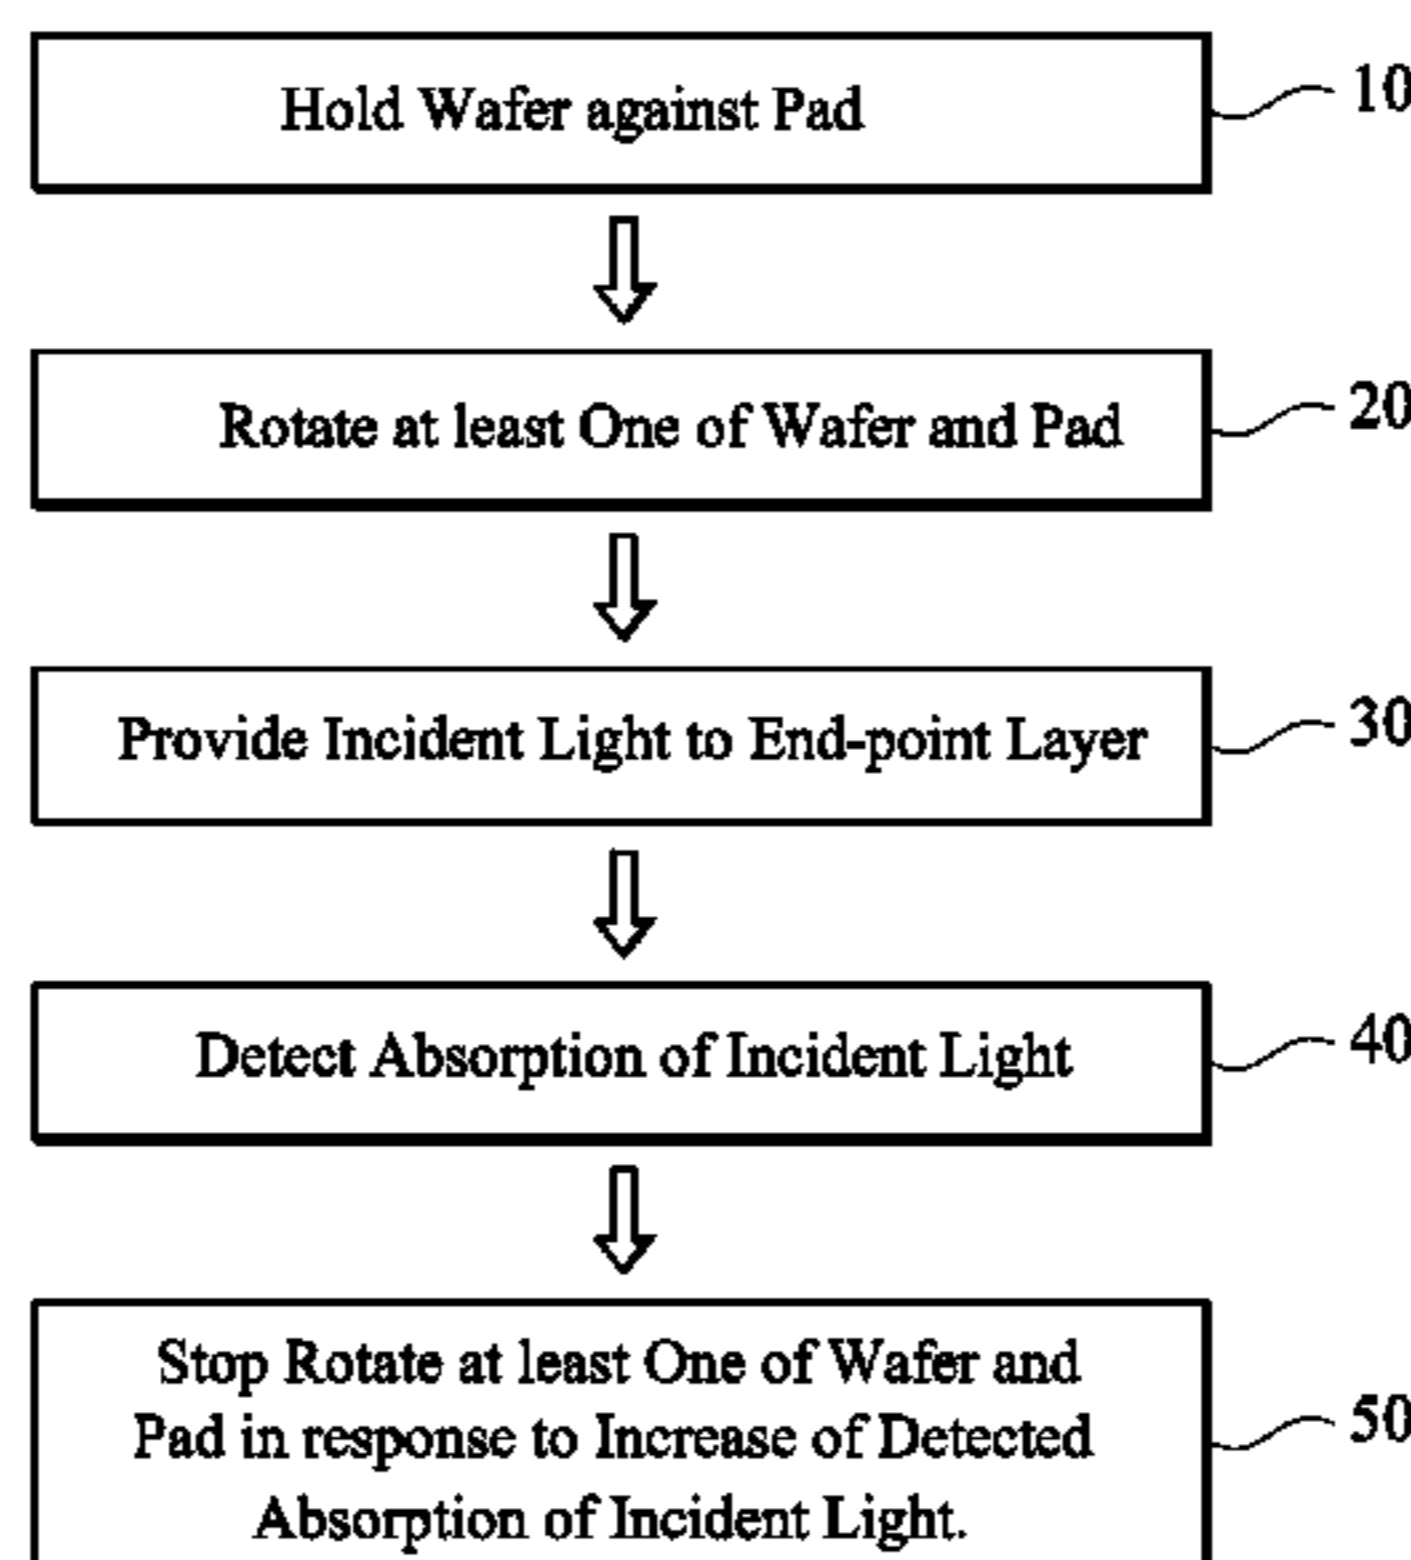 Hold Wafer against Pad
10
Rotate at least One of Wafer and Pad
20
Provide Incident Light to End-point Layer
30
Detect Absorption of Incident Light
40
Stop Rotate at least One of Wafer and
Pad in response to Increase of Detected
Absorption of Incident Light.
50